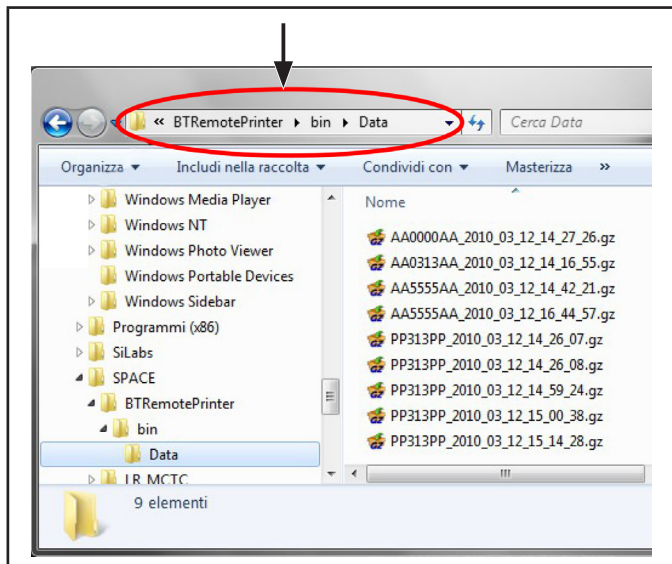 « BTRemotePrinter bin Data Cerca Data
Organizza Includi nella raccolta Condividi con Masterizza »
Windows Media Player
Windows NT
Windows Photo Viewer
Windows Portable Devices
Windows Sidebar
Programmi (x86)
SiLabs
SPACE
BTRemotePrinter
bin
Data
LR MCTC
Nome
AA0000AA_2010_03_12_14_27_26.gz
AA0313AA_2010_03_12_14_16_55.gz
AA5555AA_2010_03_12_14_42_21.gz
AA5555AA_2010_03_12_16_44_57.gz
PP313PP_2010_03_12_14_26_07.gz
PP313PP_2010_03_12_14_26_08.gz
PP313PP_2010_03_12_14_59_24.gz
PP313PP_2010_03_12_15_00_38.gz
PP313PP_2010_03_12_15_14_28.gz
9 elementi